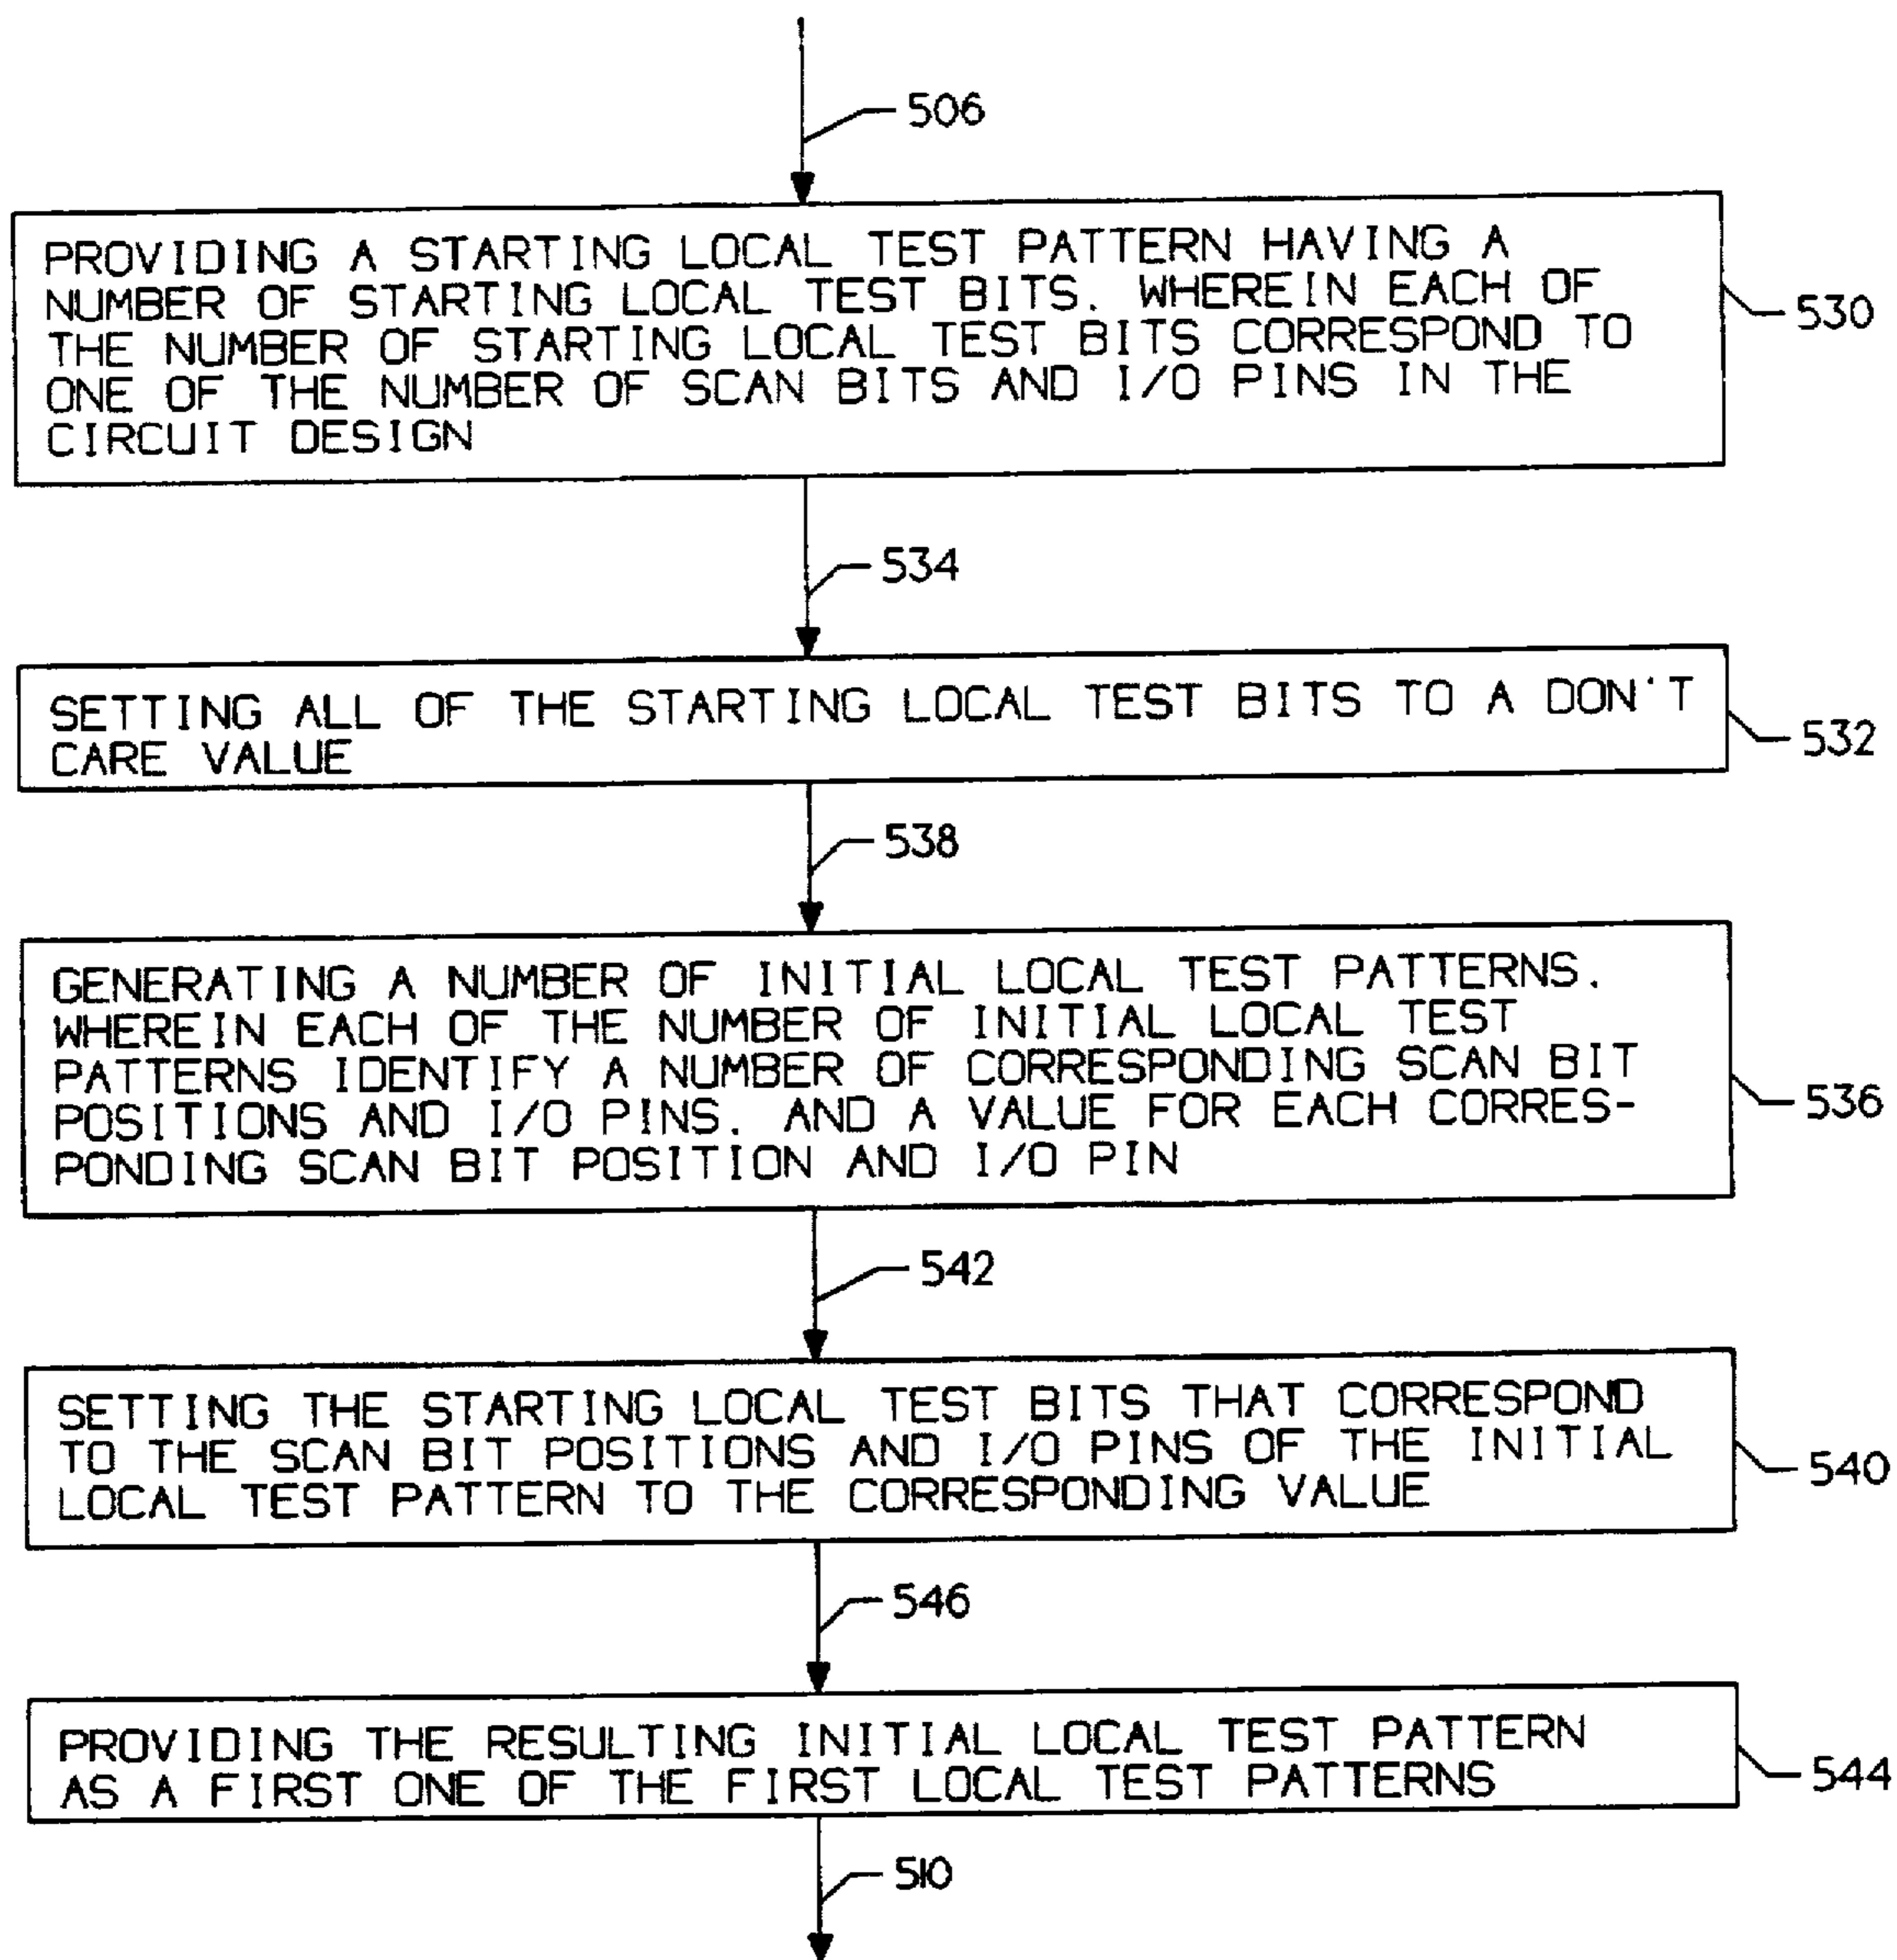 506
PROVIDING A STARTING LOCAL TEST PATTERN HAVING A
NUMBER OF STARTING LOCAL TEST BITS. WHEREIN EACH OF
THE NUMBER OF STARTING LOCAL TEST BITS CORRESPOND TO
ONE OF THE NUMBER OF SCAN BITS AND I/O PINS IN THE
CIRCUIT DESIGN
530
534
SETTING ALL OF THE STARTING LOCAL TEST BITS TO A DON'T
CARE VALUE
532
538
GENERATING A NUMBER OF INITIAL LOCAL TEST PATTERNS.
WHEREIN EACH OF THE NUMBER OF INITIAL LOCAL TEST
PATTERNS IDENTIFY A NUMBER OF CORRESPONDING SCAN BIT
POSITIONS AND I/O PINS. AND A VALUE FOR EACH CORRES-
PONDING SCAN BIT POSITION AND I/O PIN
536
542
SETTING THE STARTING LOCAL TEST BITS THAT CORRESPOND
TO THE SCAN BIT POSITIONS AND I/O PINS OF THE INITIAL
LOCAL TEST PATTERN TO THE CORRESPONDING VALUE
540
546
PROVIDING THE RESULTING INITIAL LOCAL TEST PATTERN
AS A FIRST ONE OF THE FIRST LOCAL TEST PATTERNS
544
510